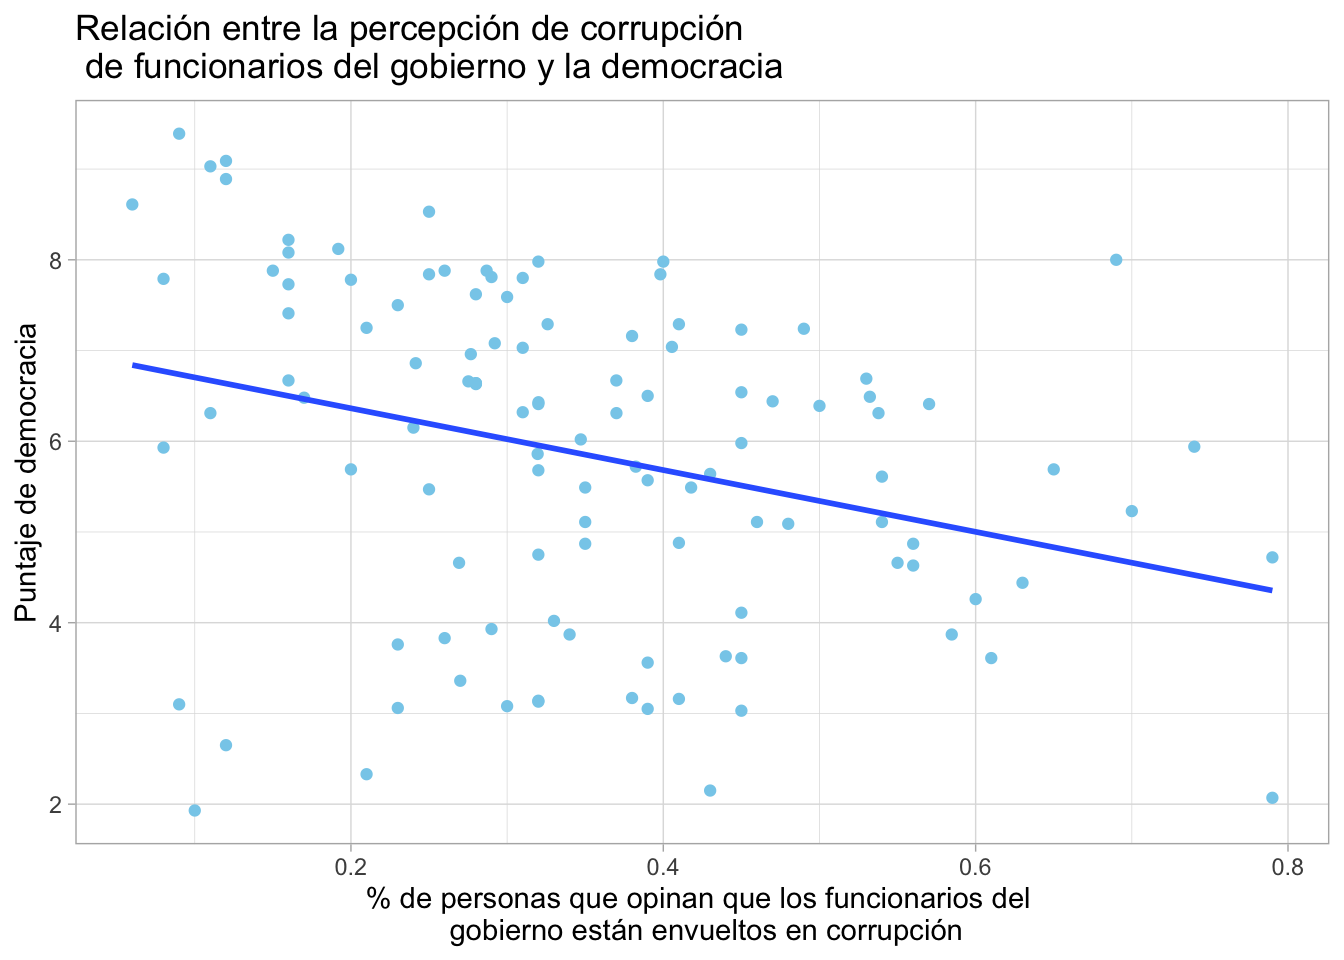 Relación entre la percepción de corrupción
de funcionarios del gobierno y la democracia
Puntaje de democracia
8
6
4
2
0.2
0.4
0.6
0.8
% de personas que opinan que los funcionarios del
gobierno están envueltos en corrupción